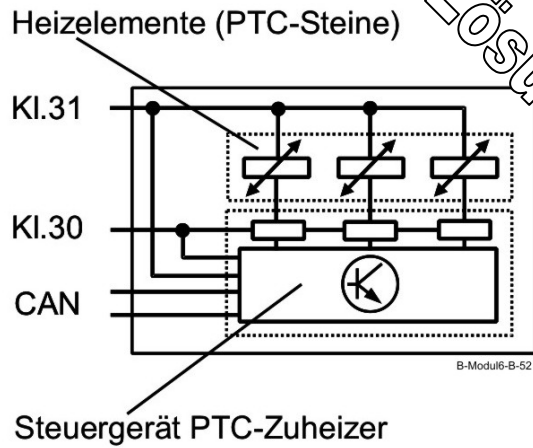 Heizelemente (PTC-Steine)
Kl.31
Kl.30
CAN
B-Modul6-B-52
Steuergerät PTC-Zuheizer